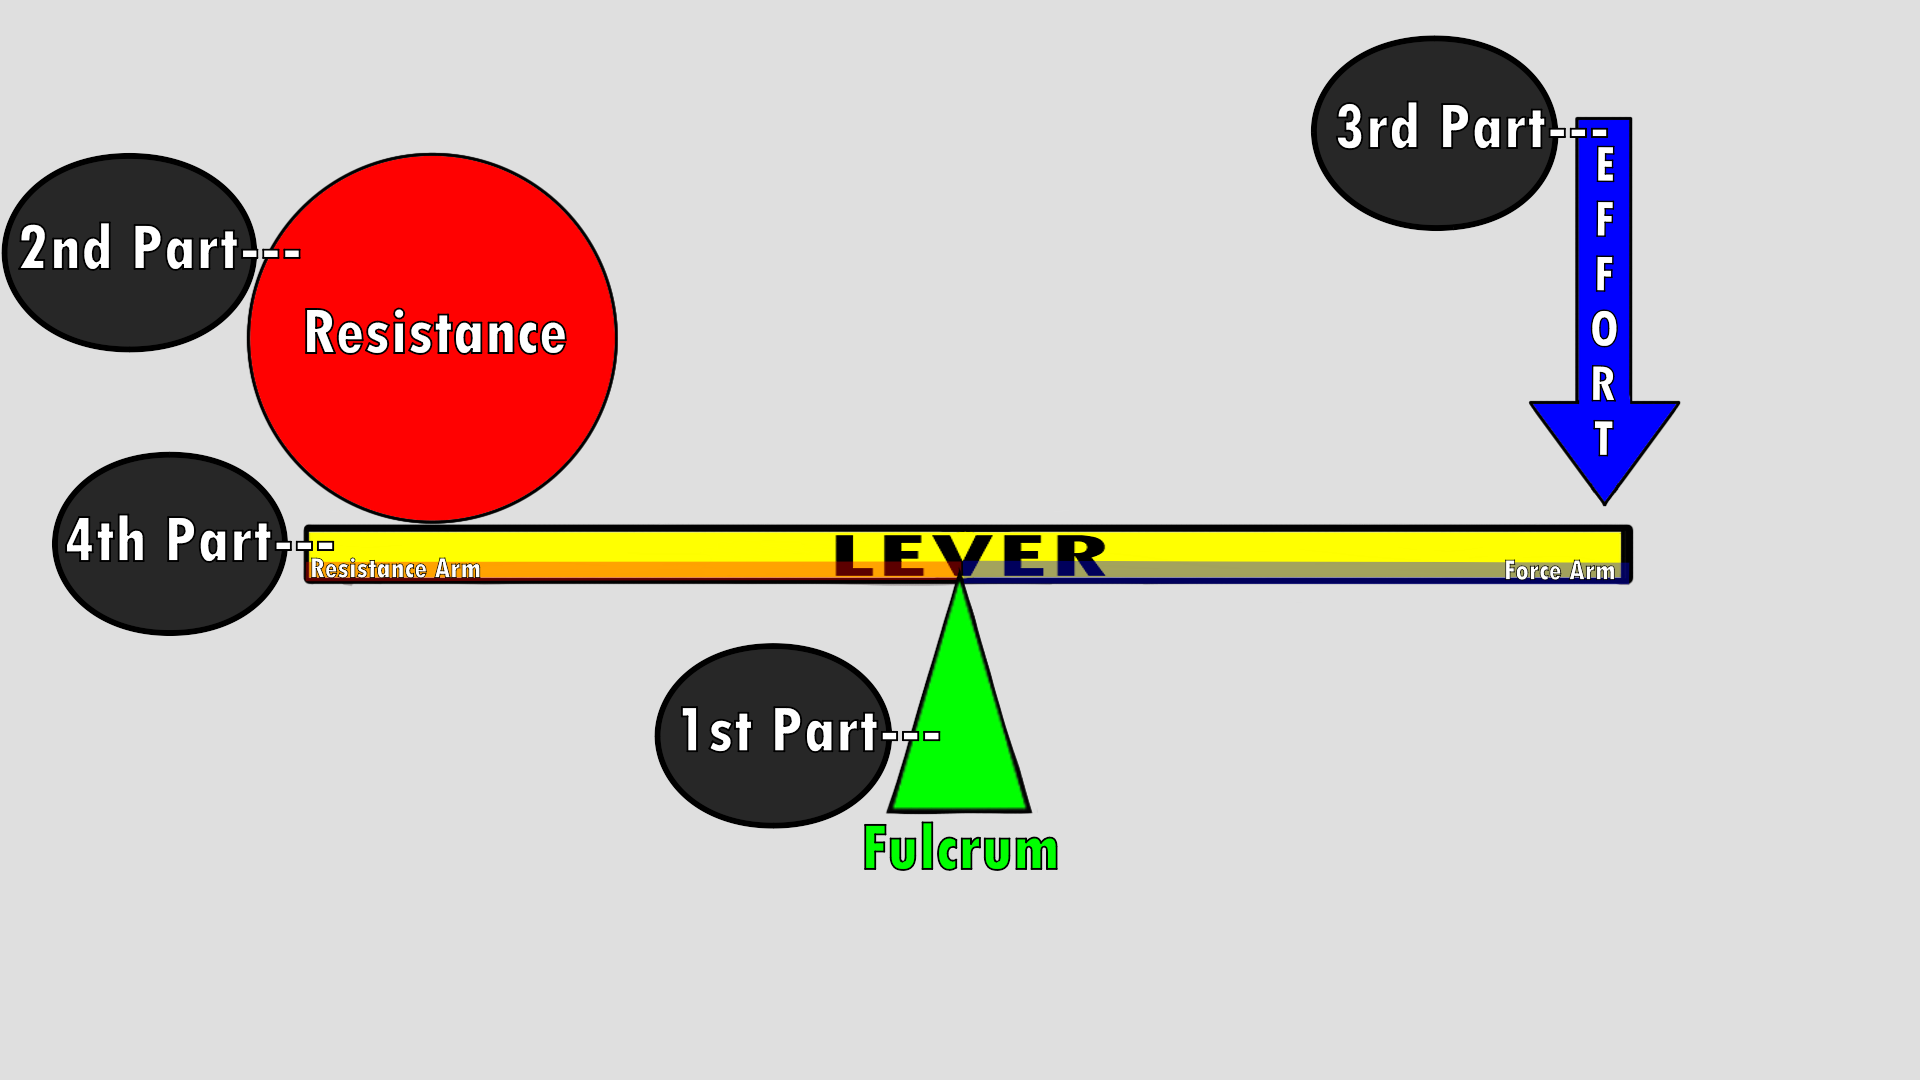 3rd Part---
EFFORT
2nd Part---
Resistance
4th Part---
LEVER
Resistance Arm
Force Arm
1st Part---
Fulcrum